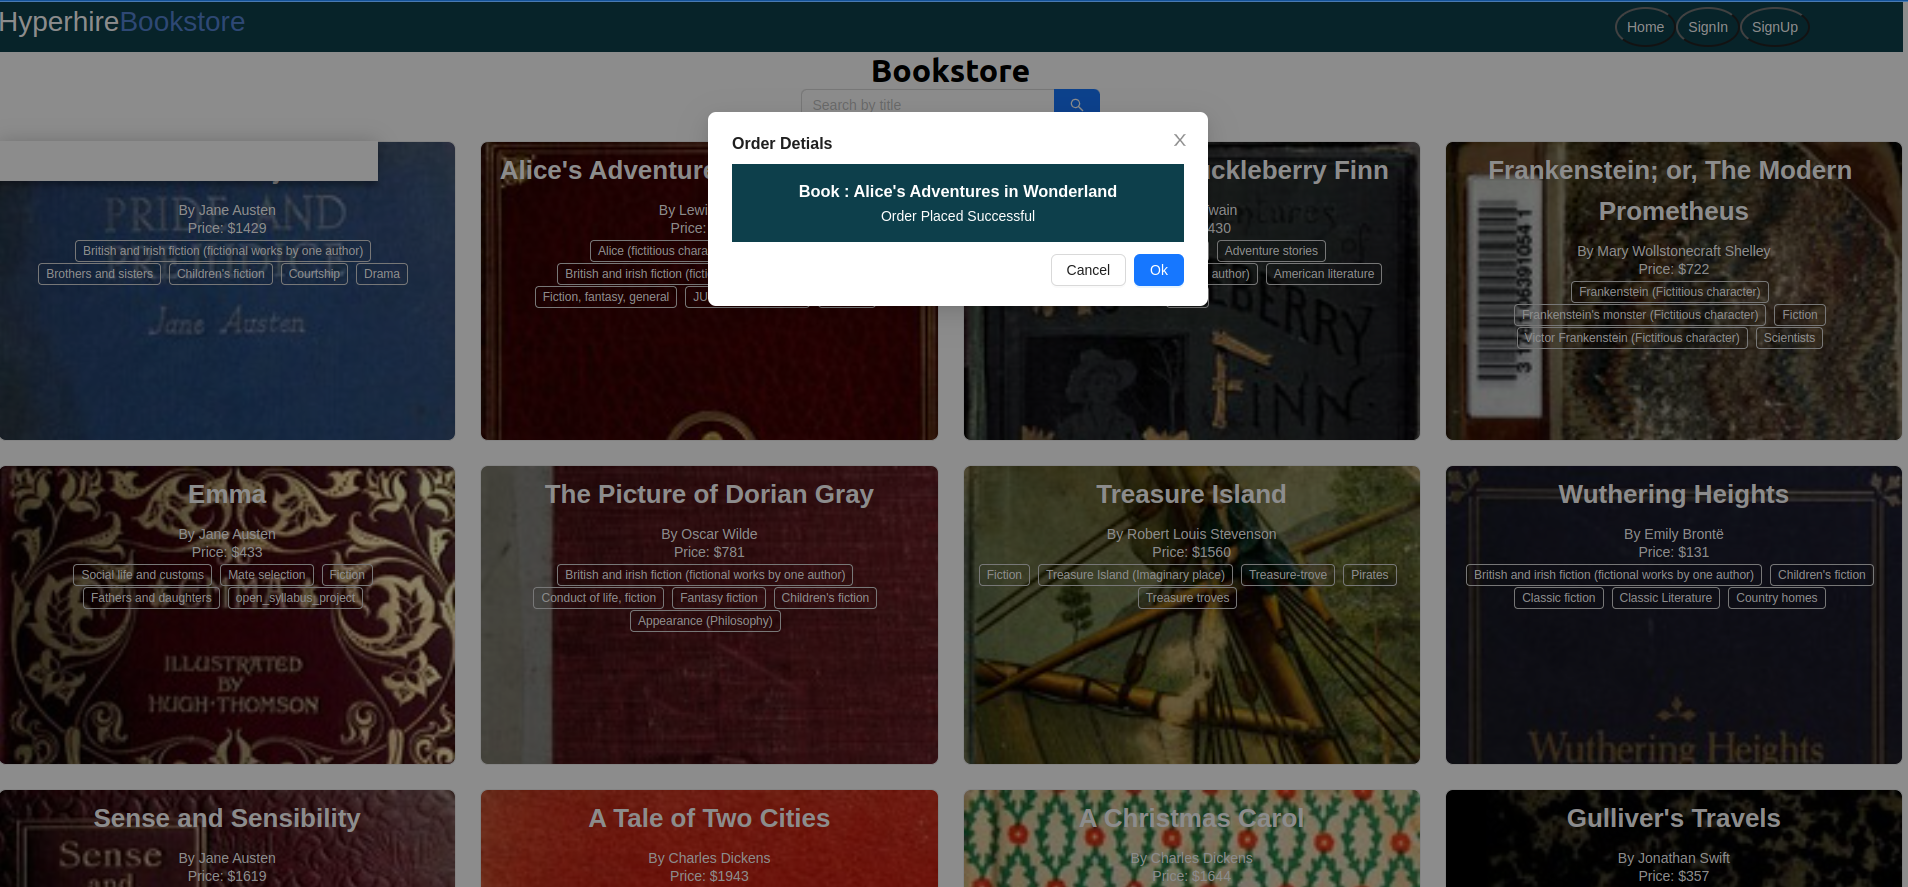 HyperhireBookstore
Home
SignIn
SignUp
Bookstore
Search by title
Order Detials
X
Book : Alice's Adventures in Wonderland
Order Placed Successful
Cancel
Ok
PRIDE AND
By Jane Austen
Price: $1429
British and irish fiction (fictional works by one author)
Brothers and sisters
Children's fiction
Courtship
Drama
Jane Austen
Alice's Adventure
By Lewi
Price:
Alice (fictitious chara
British and irish fiction (ficti
Fiction, fantasy, general
JU
ckleberry Finn
wain
430
Adventure stories
author)
American literature
BERRY
FINN
Frankenstein; or, The Modern
Prometheus
By Mary Wollstonecraft Shelley
Price: $722
Frankenstein (Fictitious character)
Frankenstein's monster (Fictitious character)
Fiction
Victor Frankenstein (Fictitious character)
Scientists
Emma
By Jane Austen
Price: $433
Social life and customs
Mate selection
Fiction
Fathers and daughters
open_syllabus_project
ILLUSTRATED
BY
HUGH·THOMSON
The Picture of Dorian Gray
By Oscar Wilde
Price: $781
British and irish fiction (fictional works by one author)
Conduct of life, fiction
Fantasy fiction
Children's fiction
Appearance (Philosophy)
Treasure Island
By Robert Louis Stevenson
Price: $1560
Fiction
Treasure Island (Imaginary place)
Treasure-trove
Pirates
Treasure troves
Wuthering Heights
By Emily Brontë
Price: $131
British and irish fiction (fictional works by one author)
Children's fiction
Classic fiction
Classic Literature
Country homes
Wuthering Heights
Sense and Sensibility
Sense
and
By Jane Austen
Price: $1619
A Tale of Two Cities
By Charles Dickens
Price: $1943
A Christmas Carol
By Charles Dickens
Price: $1644
Gulliver's Travels
By Jonathan Swift
Price: $357